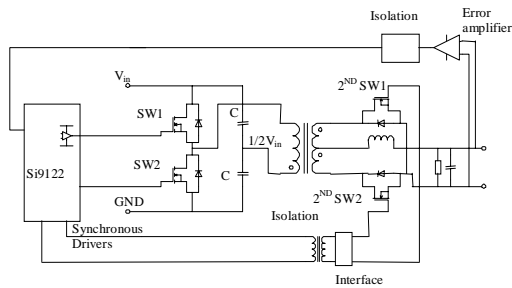 Isolation
Error
amplifier
Vin
SW1
C
2ND SW1
1/2Vin
SW2
C
Si9122
GND
2ND SW2
Isolation
Synchronous
Drivers
Interface